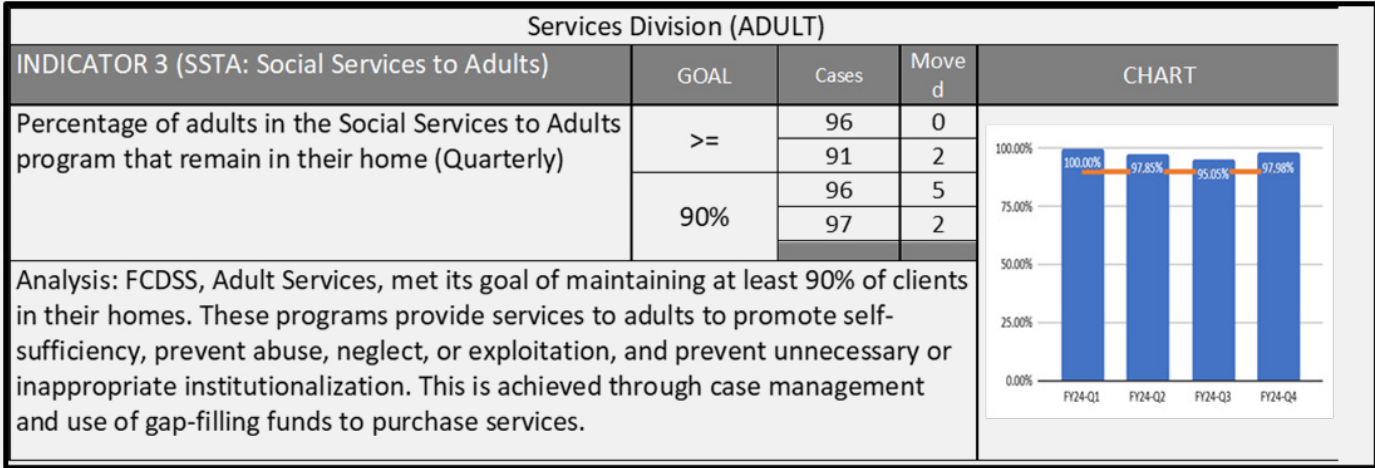 Services Division (ADULT)
INDICATOR 3 (SSTA: Social Services to Adults)
GOAL
Cases
Move
d
CHART
Percentage of adults in the Social Services to Adults
program that remain in their home (Quarterly)
>=
90%
96 0
91 2
96 5
97 2
100.00%
75.00%
50.00%
25.00%
0.00%
100.00%
97.85%
95.05%
97.98%
FY24-Q1
FY24-Q2
FY24-Q3
FY24-Q4
Analysis: FCDSS, Adult Services, met its goal of maintaining at least 90% of clients
in their homes. These programs provide services to adults to promote self-
sufficiency, prevent abuse, neglect, or exploitation, and prevent unnecessary or
inappropriate institutionalization. This is achieved through case management
and use of gap-filling funds to purchase services.